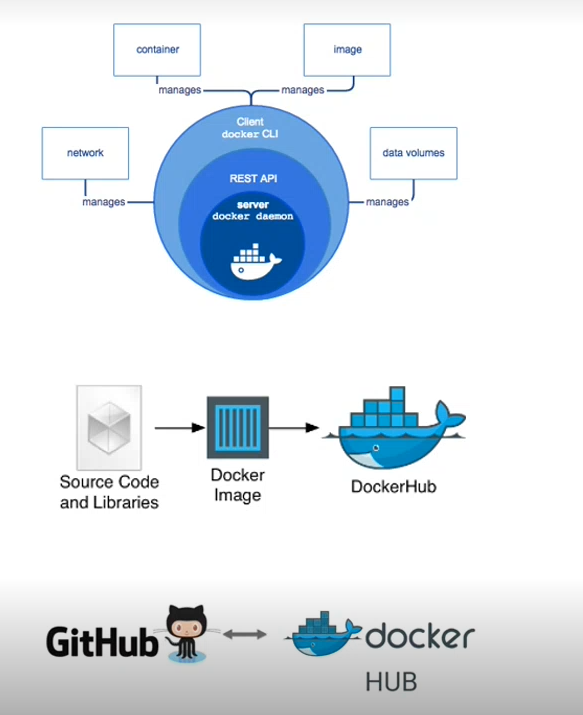 container
image
manages
manages
Client
docker CLI
network
data volumes
REST API
manages
manages
server
docker daemon
Source Code
and Libraries
Docker
Image
DockerHub
GitHub
docker
HUB